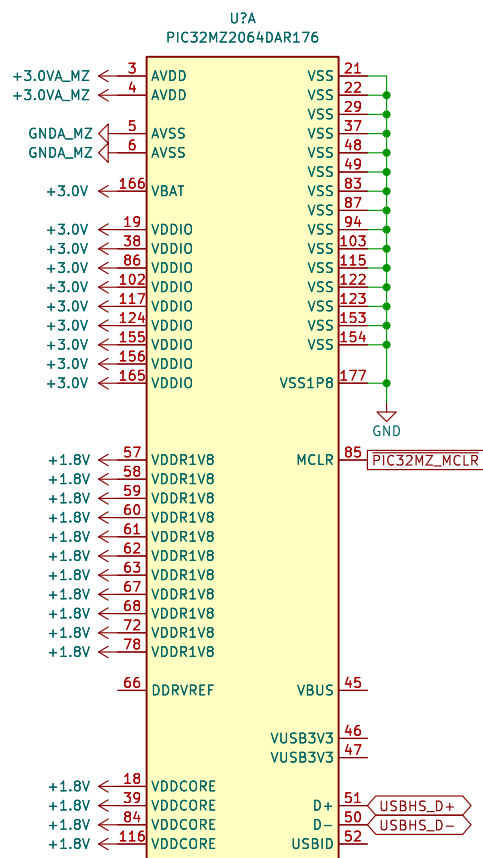 U?A
PIC32MZ2064DAR176
+3.0VA_MZ 3 AVDD VSS 21
+3.0VA_MZ 4 AVDD VSS 22
VSS 29
GNDA_MZ 5 AVSS VSS 37
GNDA_MZ 6 AVSS VSS 48
VSS 49
+3.0V 166 VBAT VSS 83
VSS 87
+3.0V 19 VDDIO VSS 94
+3.0V 38 VDDIO VSS 103
+3.0V 86 VDDIO VSS 115
+3.0V 102 VDDIO VSS 122
+3.0V 117 VDDIO VSS 123
+3.0V 124 VDDIO VSS 153
+3.0V 155 VDDIO VSS 154
+3.0V 156 VDDIO
+3.0V 165 VDDIO VSS1P8 177
GND
+1.8V 57 VDDR1V8 MCLR 85 PIC32MZ_MCLR
+1.8V 58 VDDR1V8
+1.8V 59 VDDR1V8
+1.8V 60 VDDR1V8
+1.8V 61 VDDR1V8
+1.8V 62 VDDR1V8
+1.8V 63 VDDR1V8
+1.8V 67 VDDR1V8
+1.8V 68 VDDR1V8
+1.8V 72 VDDR1V8
+1.8V 78 VDDR1V8
66 DDRVREF VBUS 45
VUSB3V3 46
VUSB3V3 47
+1.8V 18 VDDCORE
+1.8V 39 VDDCORE D+ 51 USBHS_D+
+1.8V 84 VDDCORE D- 50 USBHS_D-
+1.8V 116 VDDCORE USBID 52